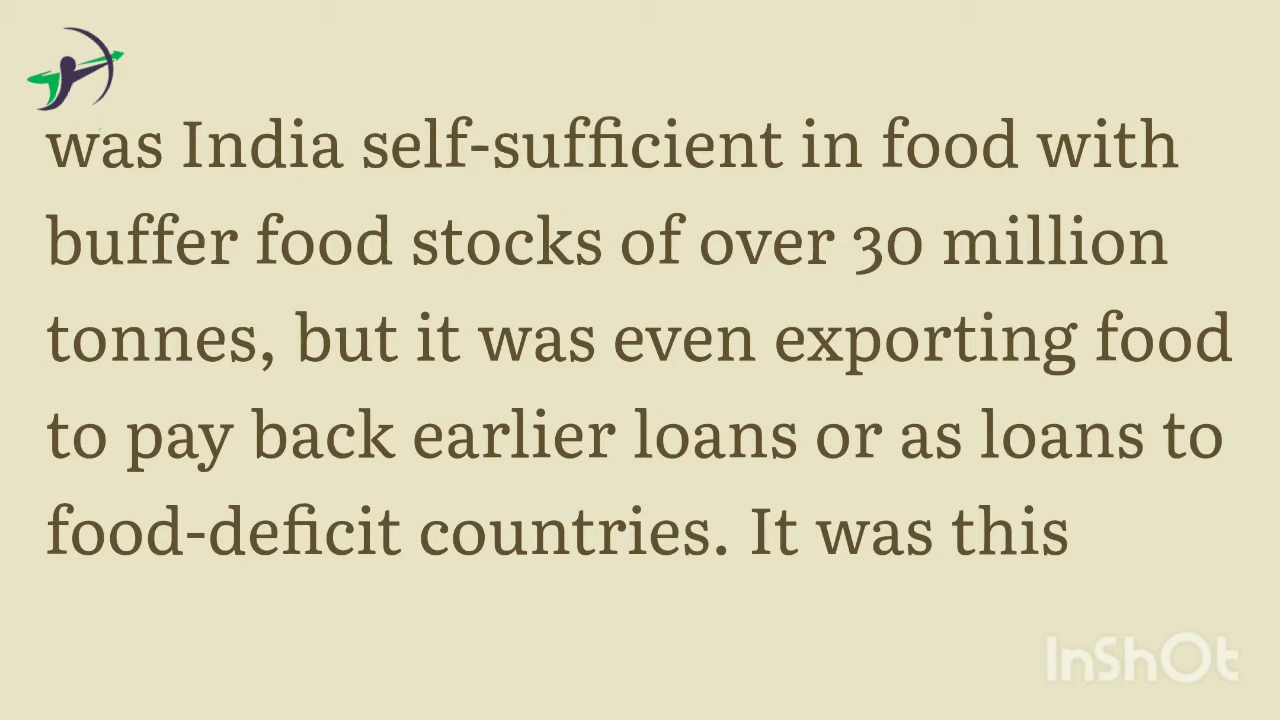 was India self-sufficient in food with
buffer food stocks of over 30 million
tonnes, but it was even exporting food
to pay back earlier loans or as loans to
food-deficit countries. It was this
InShOt